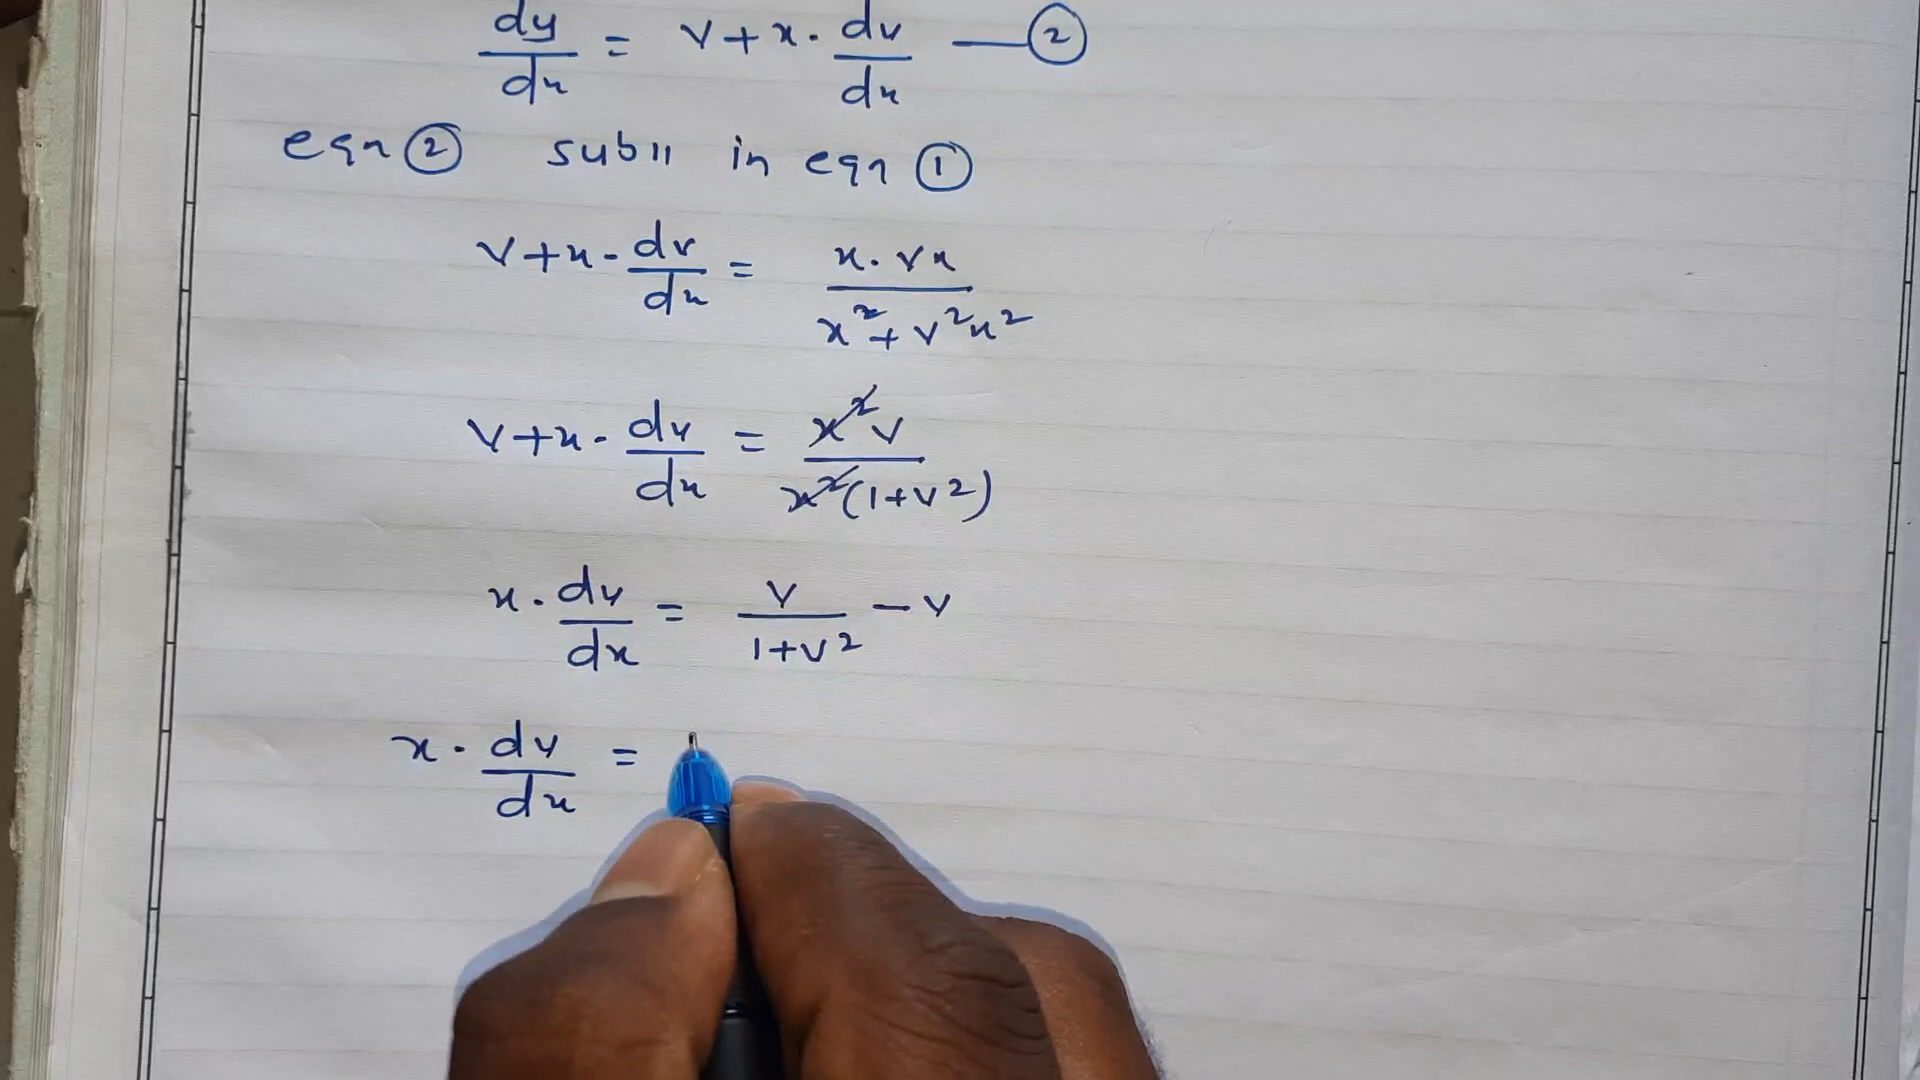 dy/dx = v + x · dv/dx — ②
eqn ② sub॥ in eqn ①
v + x · dv/dx = x · vx / x² + v²x²
v + x · dv/dx = x²v / x²(1+v²)
x · dv/dx = v / 1+v² − v
x · dv/dx =